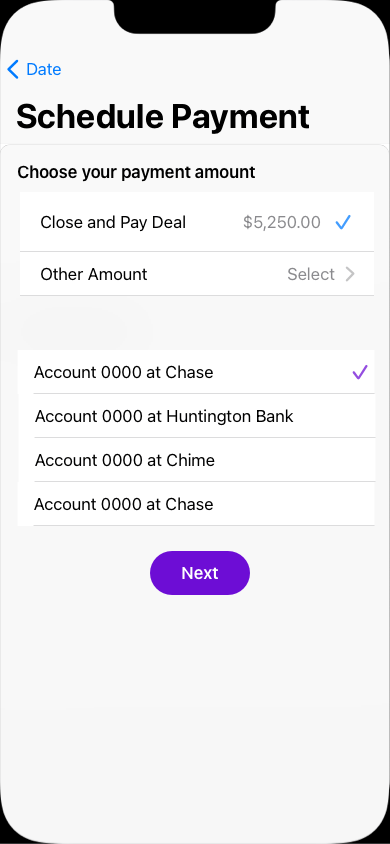 Date
Schedule Payment
Choose your payment amount
Close and Pay Deal $5,250.00
Other Amount Select
Account 0000 at Chase
Account 0000 at Huntington Bank
Account 0000 at Chime
Account 0000 at Chase
Next